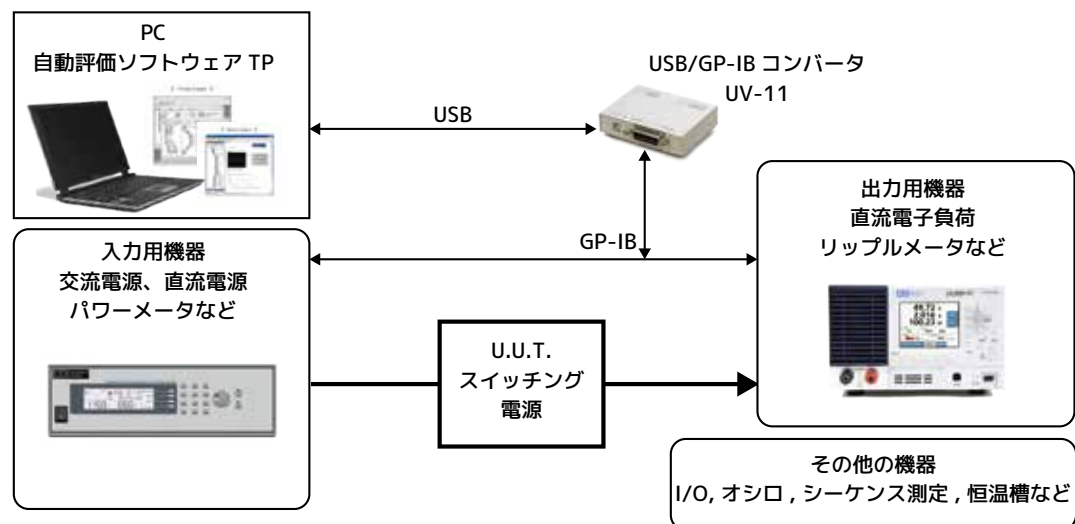 PC
自動評価ソフトウェア TP
USB/GP-IB コンバータ
UV-11
USB
出力用機器
直流電子負荷
リップルメータなど
GP-IB
入力用機器
交流電源、直流電源
パワーメータなど
U.U.T.
スイッチング
電源
その他の機器
I/O, オシロ , シーケンス測定 , 恒温槽など